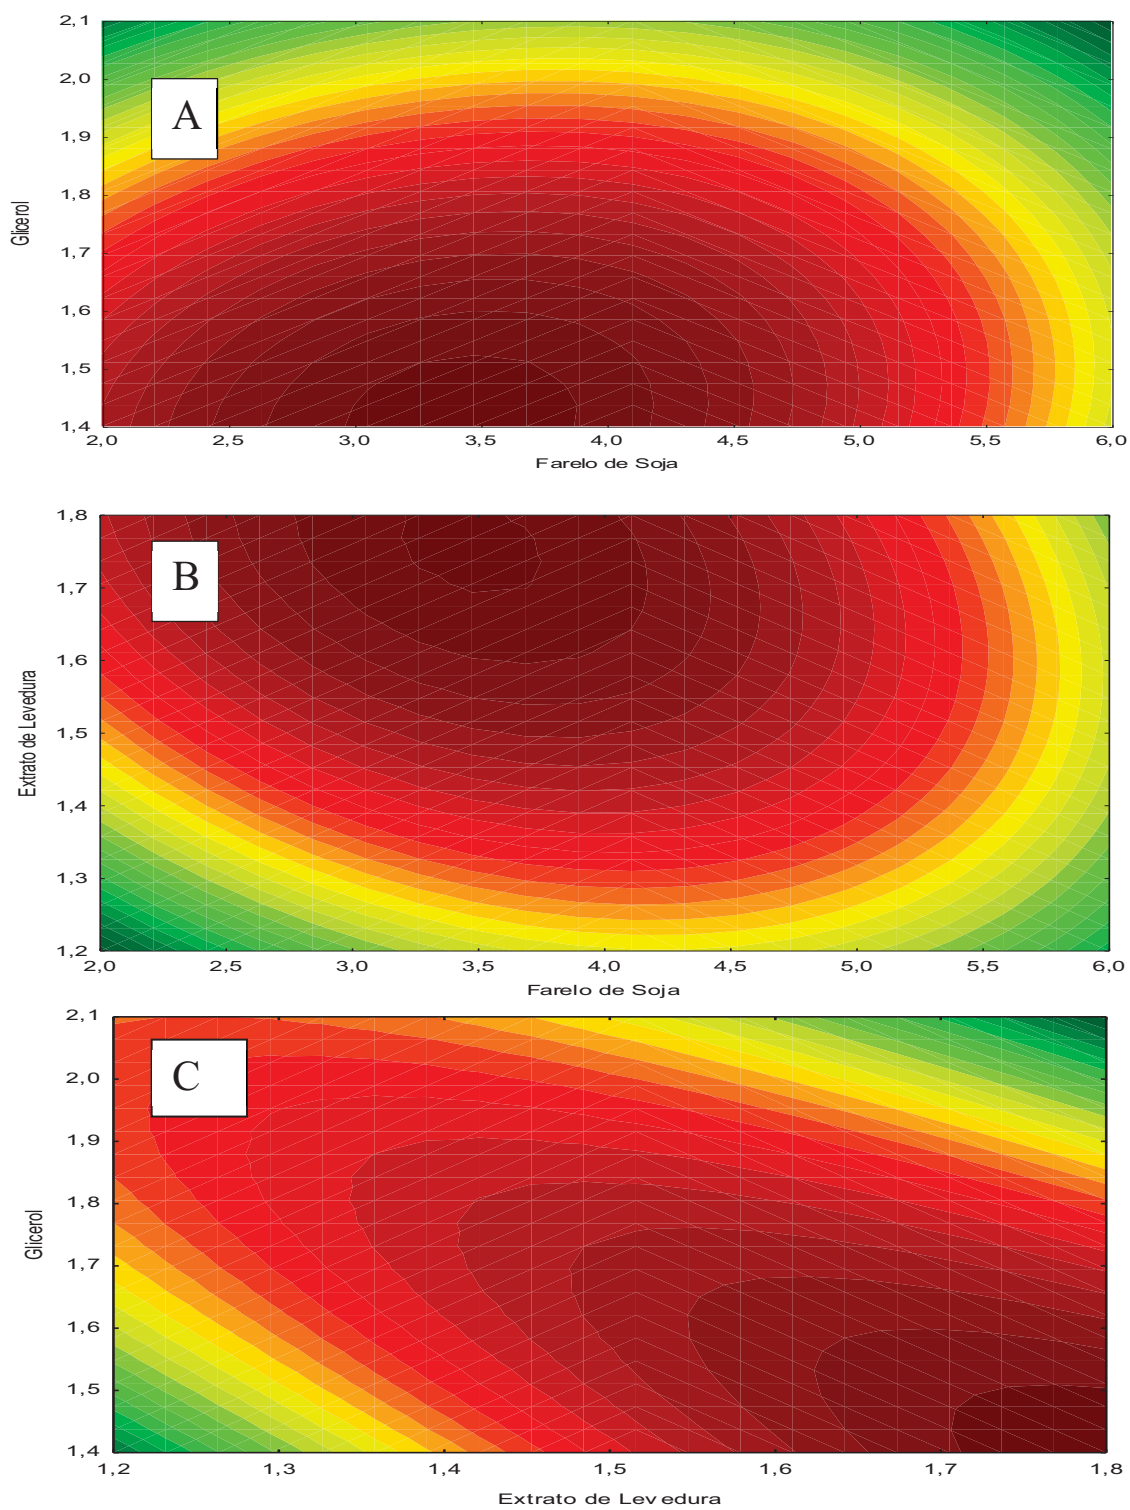 2,1
2,0
A
1,9
1,8
Glicerol
1,7
1,6
1,5
1,4
2,0 2,5 3,0 3,5 4,0 4,5 5,0 5,5 6,0
Farelo de Soja
1,8
B
1,7
1,6
Extrato de Levedura
1,5
1,4
1,3
1,2
2,0 2,5 3,0 3,5 4,0 4,5 5,0 5,5 6,0
Farelo de Soja
2,1
C
2,0
1,9
1,8
Glicerol
1,7
1,6
1,5
1,4
1,2 1,3 1,4 1,5 1,6 1,7 1,8
Extrato de Levedura